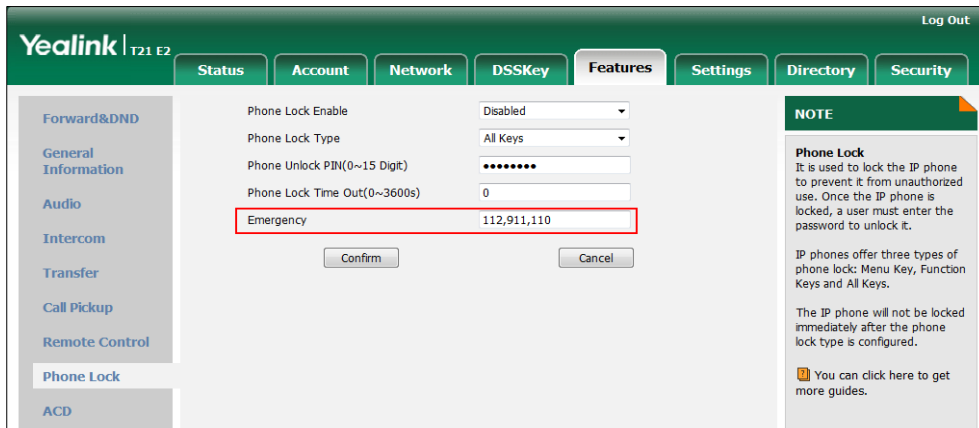 Log Out
Yealink | T21 E2
Status Account Network DSSKey Features Settings Directory Security
Forward&DND
General
Information
Audio
Intercom
Transfer
Call Pickup
Remote Control
Phone Lock
ACD
Phone Lock Enable Disabled
Phone Lock Type All Keys
Phone Unlock PIN(0~15 Digit) ••••••••
Phone Lock Time Out(0~3600s) 0
Emergency 112,911,110
Confirm Cancel
NOTE
Phone Lock
It is used to lock the IP phone
to prevent it from unauthorized
use. Once the IP phone is
locked, a user must enter the
password to unlock it.
IP phones offer three types of
phone lock: Menu Key, Function
Keys and All Keys.
The IP phone will not be locked
immediately after the phone
lock type is configured.
? You can click here to get
more guides.